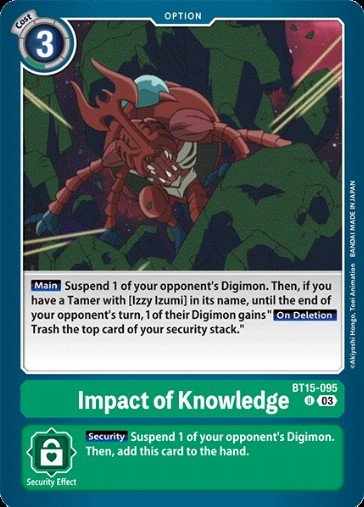 OPTION
Cost
3
Main Suspend 1 of your opponent's Digimon. Then, if you
have a Tamer with [Izzy Izumi] in its name, until the end of
your opponent's turn, 1 of their Digimon gains " On Deletion
Trash the top card of your security stack."
©Akiyoshi Hongo, Toei Animation BANDAI MADE IN JAPAN
BT15-095
Impact of Knowledge U 03
Security Suspend 1 of your opponent's Digimon.
Then, add this card to the hand.
Security Effect